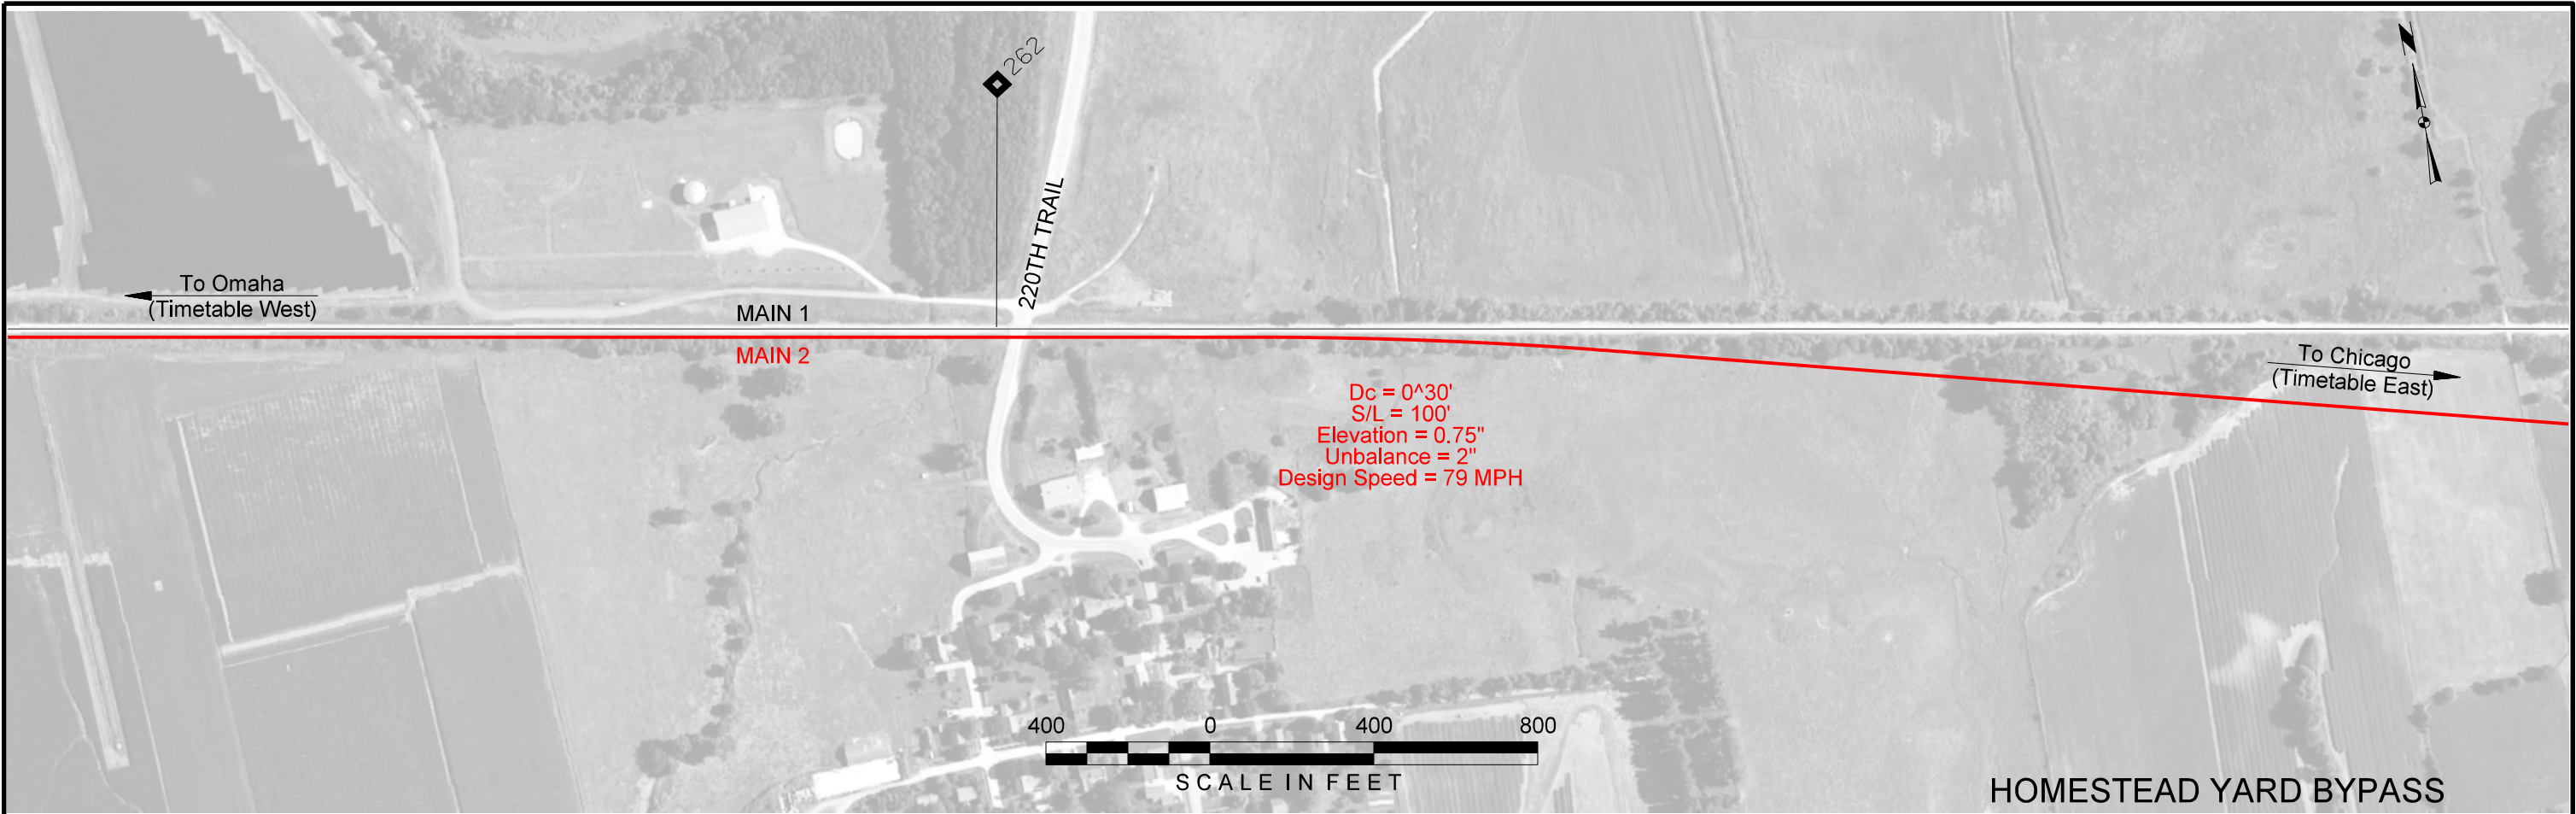 262
220TH TRAIL
To Omaha
(Timetable West)
MAIN 1
MAIN 2
To Chicago
(Timetable East)
Dc = 0^30'
S/L = 100'
Elevation = 0.75"
Unbalance = 2"
Design Speed = 79 MPH
400 0 400 800
SCALE IN FEET
HOMESTEAD YARD BYPASS